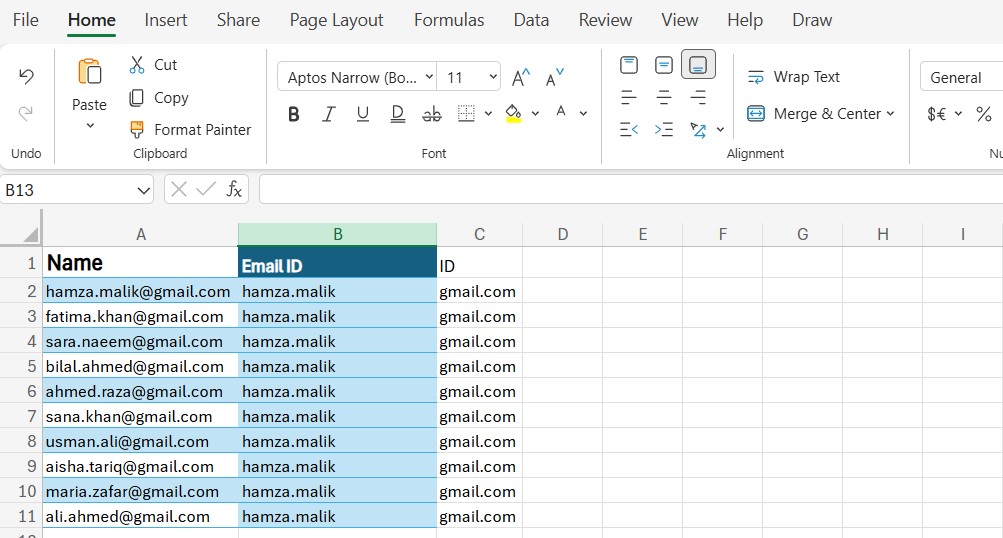 File Home Insert Share Page Layout Formulas Data Review View Help Draw
Cut
Aptos Narrow (Bo... 11 A^ A˅
Wrap Text
General
Paste
Copy
B I U D ab A
Merge & Center
$€ %
Format Painter
Undo Clipboard Font Alignment Nu
B13 fx
A B C D E F G H I
1 Name Email ID ID
2 hamza.malik@gmail.com hamza.malik gmail.com
3 fatima.khan@gmail.com hamza.malik gmail.com
4 sara.naeem@gmail.com hamza.malik gmail.com
5 bilal.ahmed@gmail.com hamza.malik gmail.com
6 ahmed.raza@gmail.com hamza.malik gmail.com
7 sana.khan@gmail.com hamza.malik gmail.com
8 usman.ali@gmail.com hamza.malik gmail.com
9 aisha.tariq@gmail.com hamza.malik gmail.com
10 maria.zafar@gmail.com hamza.malik gmail.com
11 ali.ahmed@gmail.com hamza.malik gmail.com